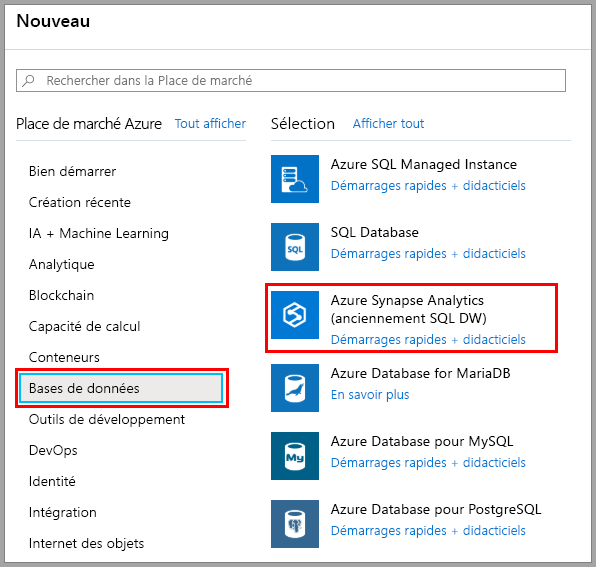 Nouveau
Rechercher dans la Place de marché
Place de marché Azure Tout afficher
Bien démarrer
Création récente
IA + Machine Learning
Analytique
Blockchain
Capacité de calcul
Conteneurs
Bases de données
Outils de développement
DevOps
Identité
Intégration
Internet des objets
Sélection Afficher tout
Azure SQL Managed Instance
Démarrages rapides + didacticiels
SQL
SQL Database
Démarrages rapides + didacticiels
Azure Synapse Analytics
(anciennement SQL DW)
Démarrages rapides + didacticiels
Azure Database for MariaDB
En savoir plus
My
Azure Database pour MySQL
Démarrages rapides + didacticiels
Azure Database pour PostgreSQL
Démarrages rapides + didacticiels